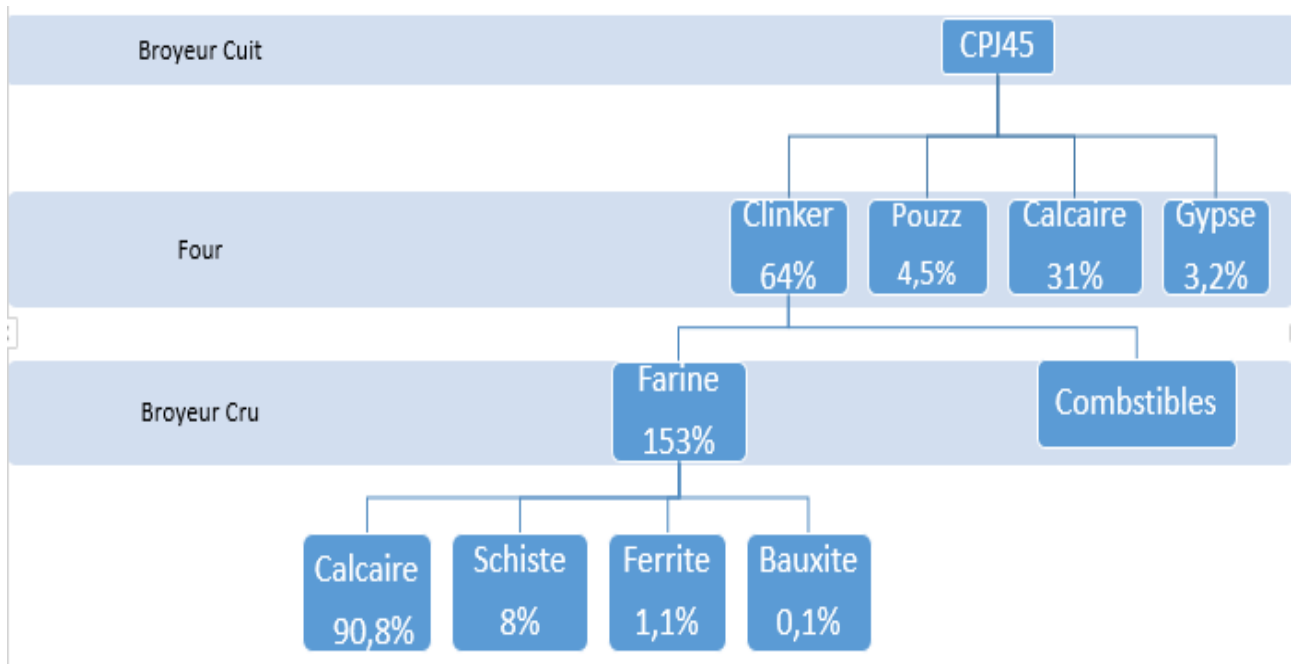 Broyeur Cuit
CPJ45
Four
Clinker
64%
Pouzz
4,5%
Calcaire
31%
Gypse
3,2%
Broyeur Cru
Farine
153%
Combstibles
Calcaire
90,8%
Schiste
8%
Ferrite
1,1%
Bauxite
0,1%